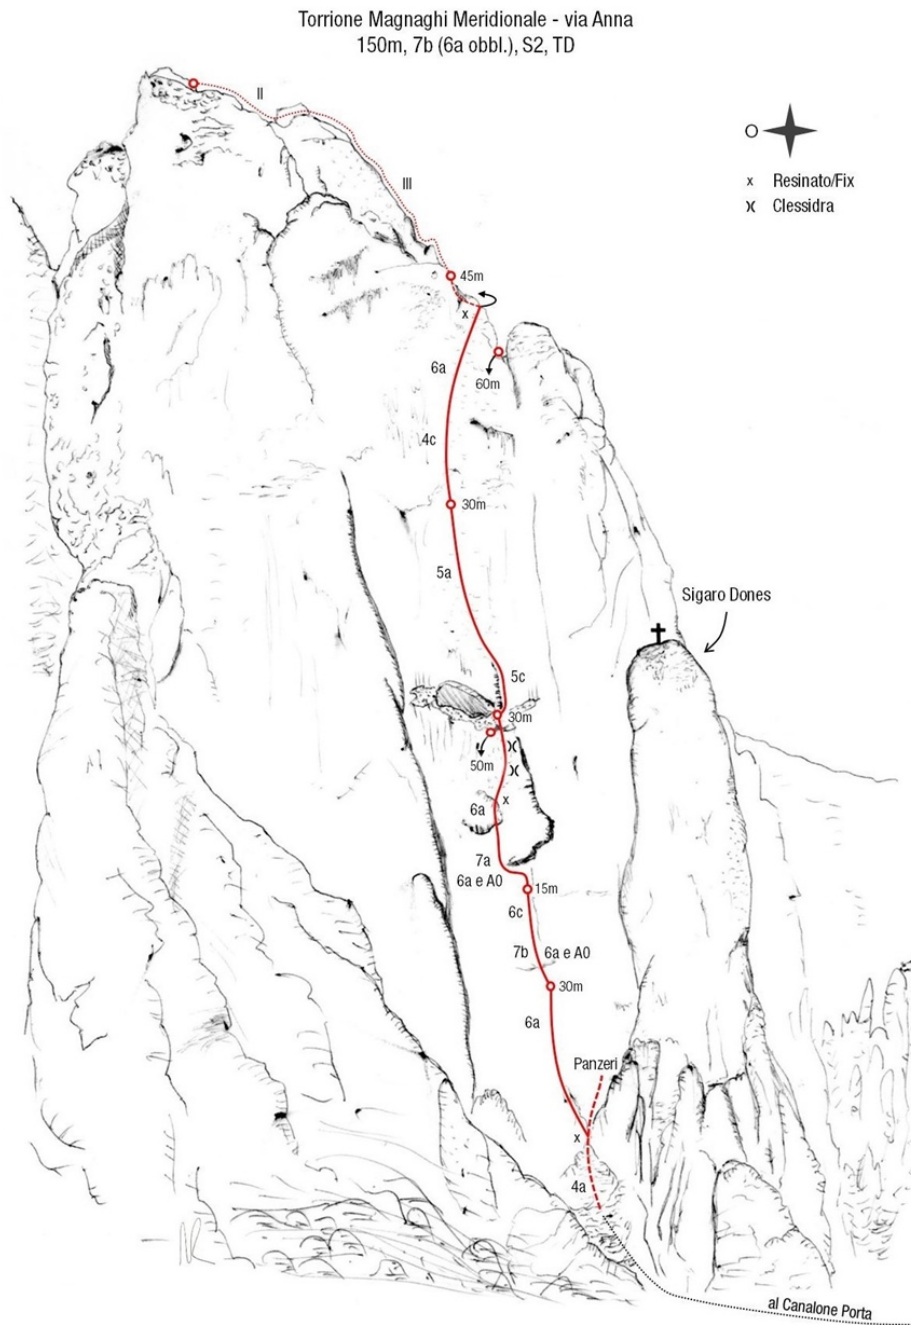 Torrione Magnaghi Meridionale - via Anna
150m, 7b (6a obbl.), S2, TD
II
O
x Resinato/Fix
Clessidra
III
45m
x
6a
60m
4c
30m
5a
Sigaro Dones
5c
30m
50m
x
6a
7a
6a e A0
15m
6c
7b 6a e A0
30m
6a
Panzeri
x
4a
al Canalone Porta